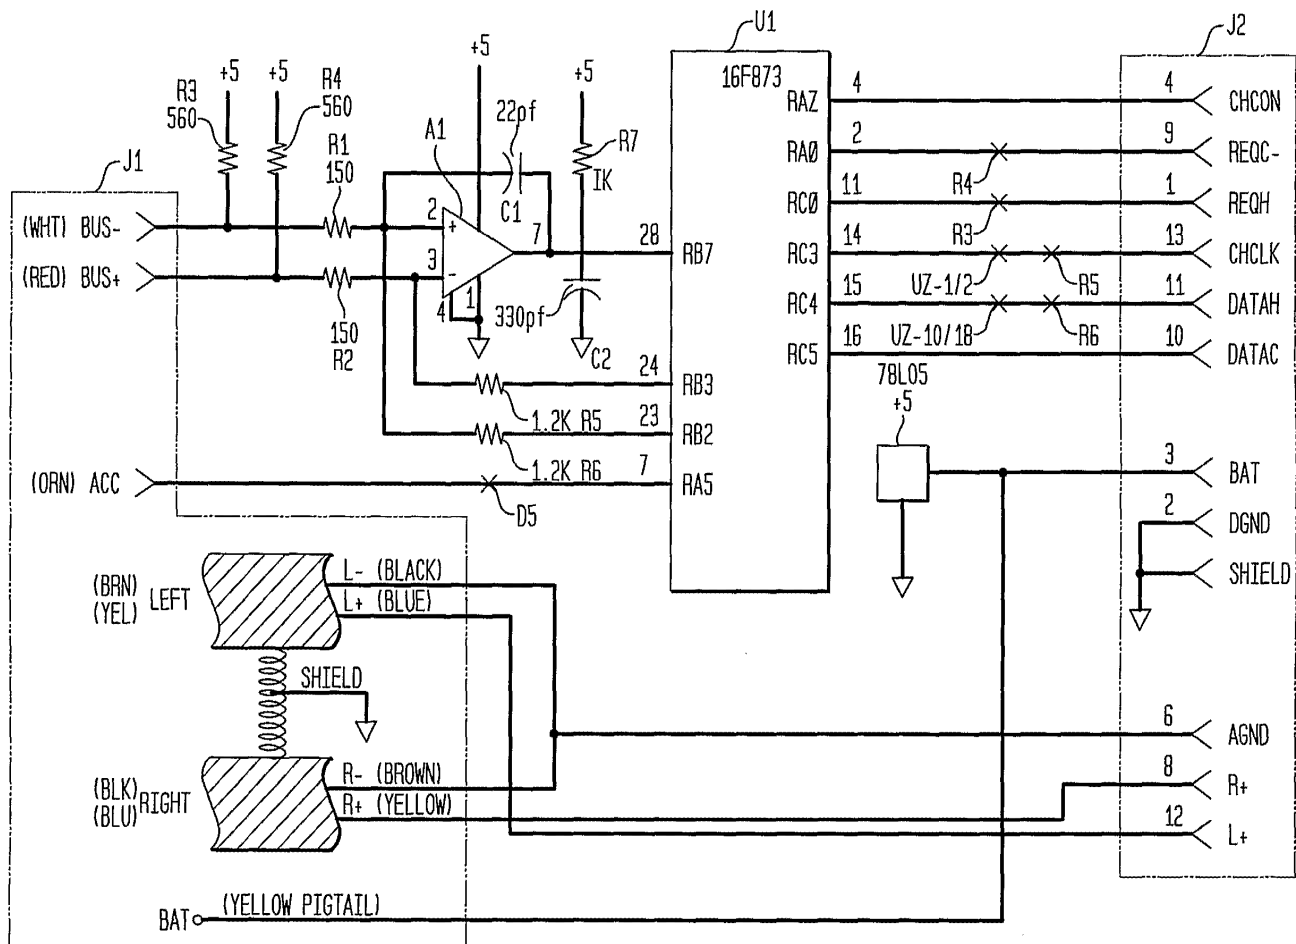 J1
J2
U1
16F873
+5
+5
+5
+5
R3
560
R4
560
R1
150
A1
22pf
C1
R7
1K
(WHT) BUS-
(RED) BUS+
150
R2
2
+
3
-
7
1
4
330pf
C2
28
RB7
24
RB3
1.2K R5
23
RB2
1.2K R6
7
RA5
(ORN) ACC
D5
RAZ
4
4
CHCON
RA0
2
R4
9
REQC-
RC0
11
R3
1
REQH
RC3
14
UZ-1/2
R5
13
CHCLK
RC4
15
UZ-10/18
R6
11
DATAH
RC5
16
10
DATAC
78L05
+5
3
BAT
2
DGND
SHIELD
(BRN)
(YEL)
LEFT
L- (BLACK)
L+ (BLUE)
SHIELD
(BLK)
(BLU)
RIGHT
R- (BROWN)
R+ (YELLOW)
6
AGND
8
R+
12
L+
BAT
(YELLOW PIGTAIL)